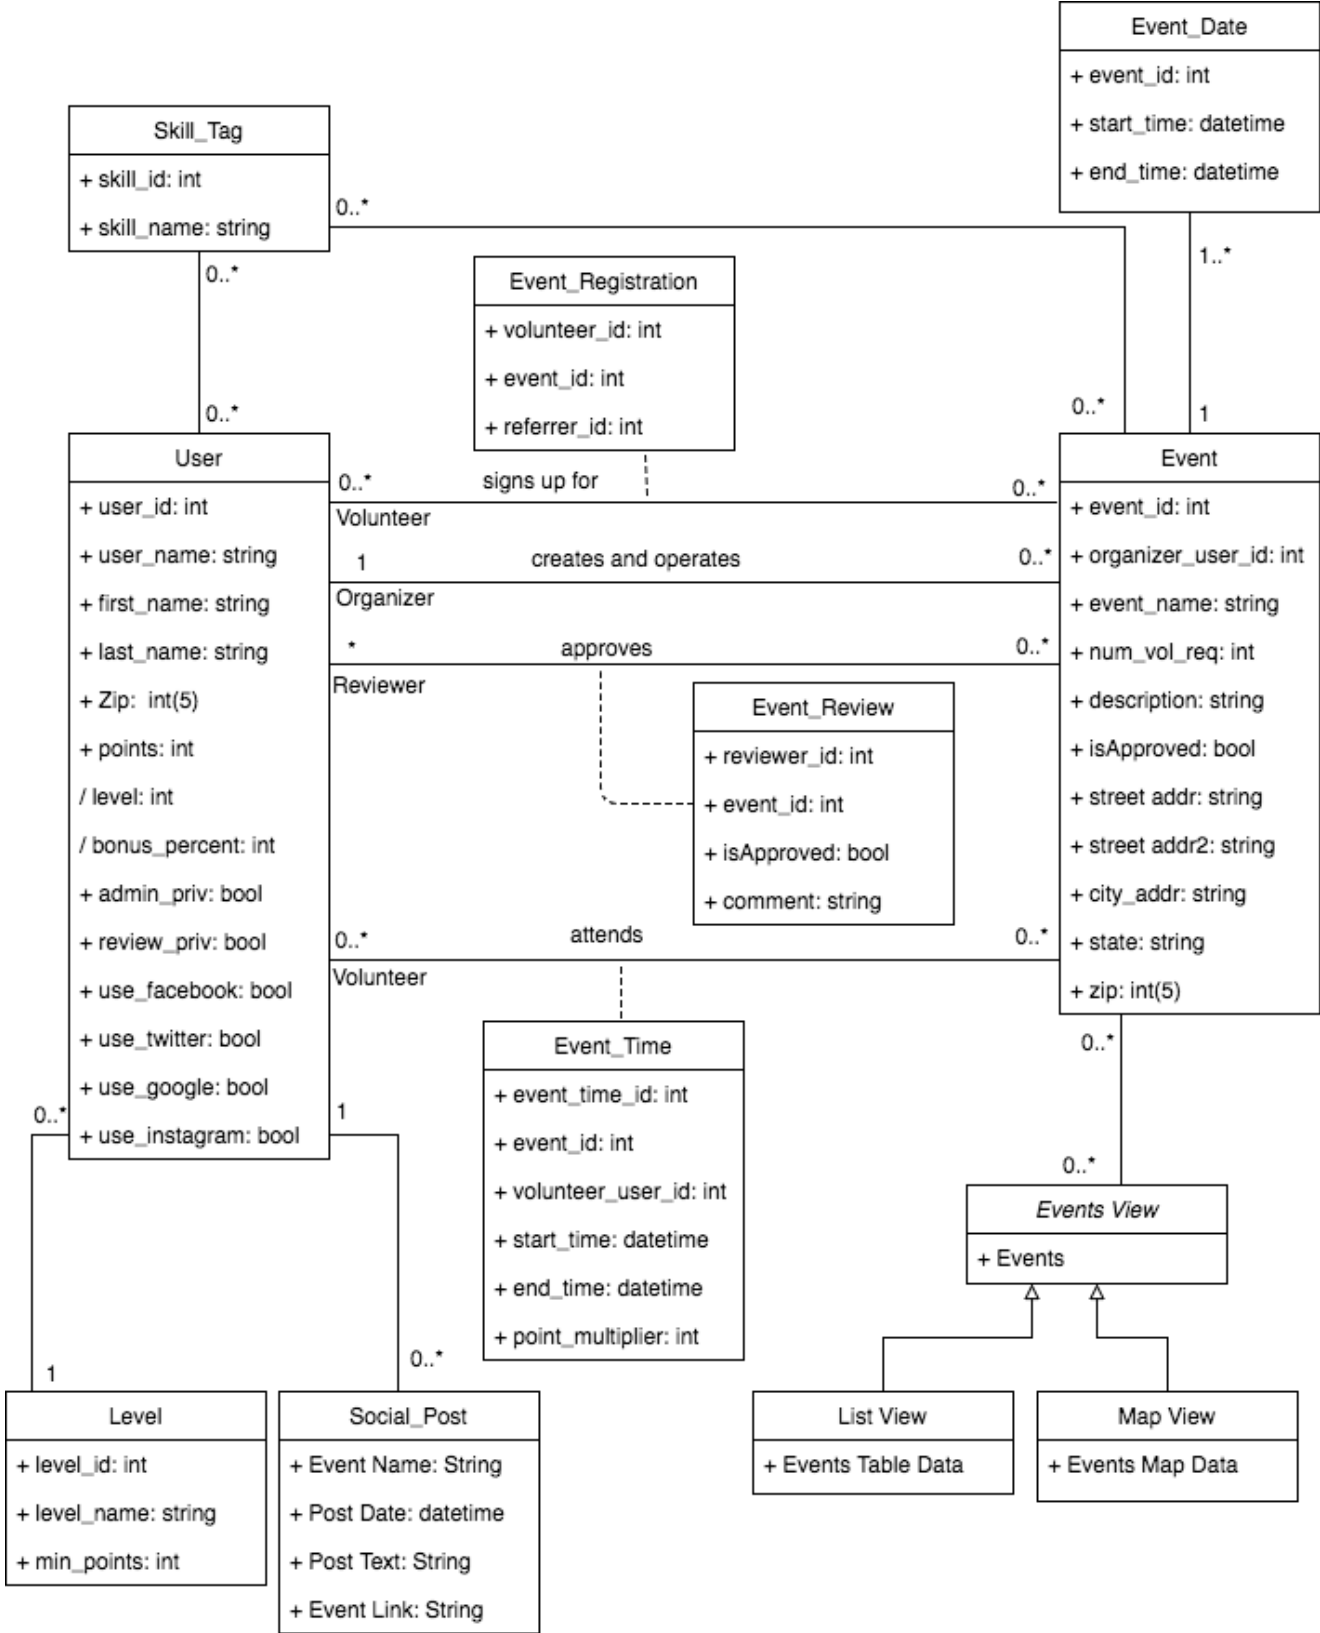 Event_Date
+ event_id: int
+ start_time: datetime
+ end_time: datetime
1..*
1
Skill_Tag
+ skill_id: int
+ skill_name: string
0..*
0..*
0..*
0..*
Event_Registration
+ volunteer_id: int
+ event_id: int
+ referrer_id: int
User
+ user_id: int
+ user_name: string
+ first_name: string
+ last_name: string
+ Zip:  int(5)
+ points: int
/ level: int
/ bonus_percent: int
+ admin_priv: bool
+ review_priv: bool
+ use_facebook: bool
+ use_twitter: bool
+ use_google: bool
+ use_instagram: bool
0..*
signs up for
0..*
Volunteer
1
creates and operates
0..*
Organizer
*
approves
0..*
Reviewer
Event_Review
+ reviewer_id: int
+ event_id: int
+ isApproved: bool
+ comment: string
0..*
attends
0..*
Volunteer
Event
+ event_id: int
+ organizer_user_id: int
+ event_name: string
+ num_vol_req: int
+ description: string
+ isApproved: bool
+ street addr: string
+ street addr2: string
+ city_addr: string
+ state: string
+ zip: int(5)
Event_Time
+ event_time_id: int
+ event_id: int
+ volunteer_user_id: int
+ start_time: datetime
+ end_time: datetime
+ point_multiplier: int
0..*
0..*
Events View
+ Events
0..*
1
1
0..*
Level
+ level_id: int
+ level_name: string
+ min_points: int
Social_Post
+ Event Name: String
+ Post Date: datetime
+ Post Text: String
+ Event Link: String
List View
+ Events Table Data
Map View
+ Events Map Data